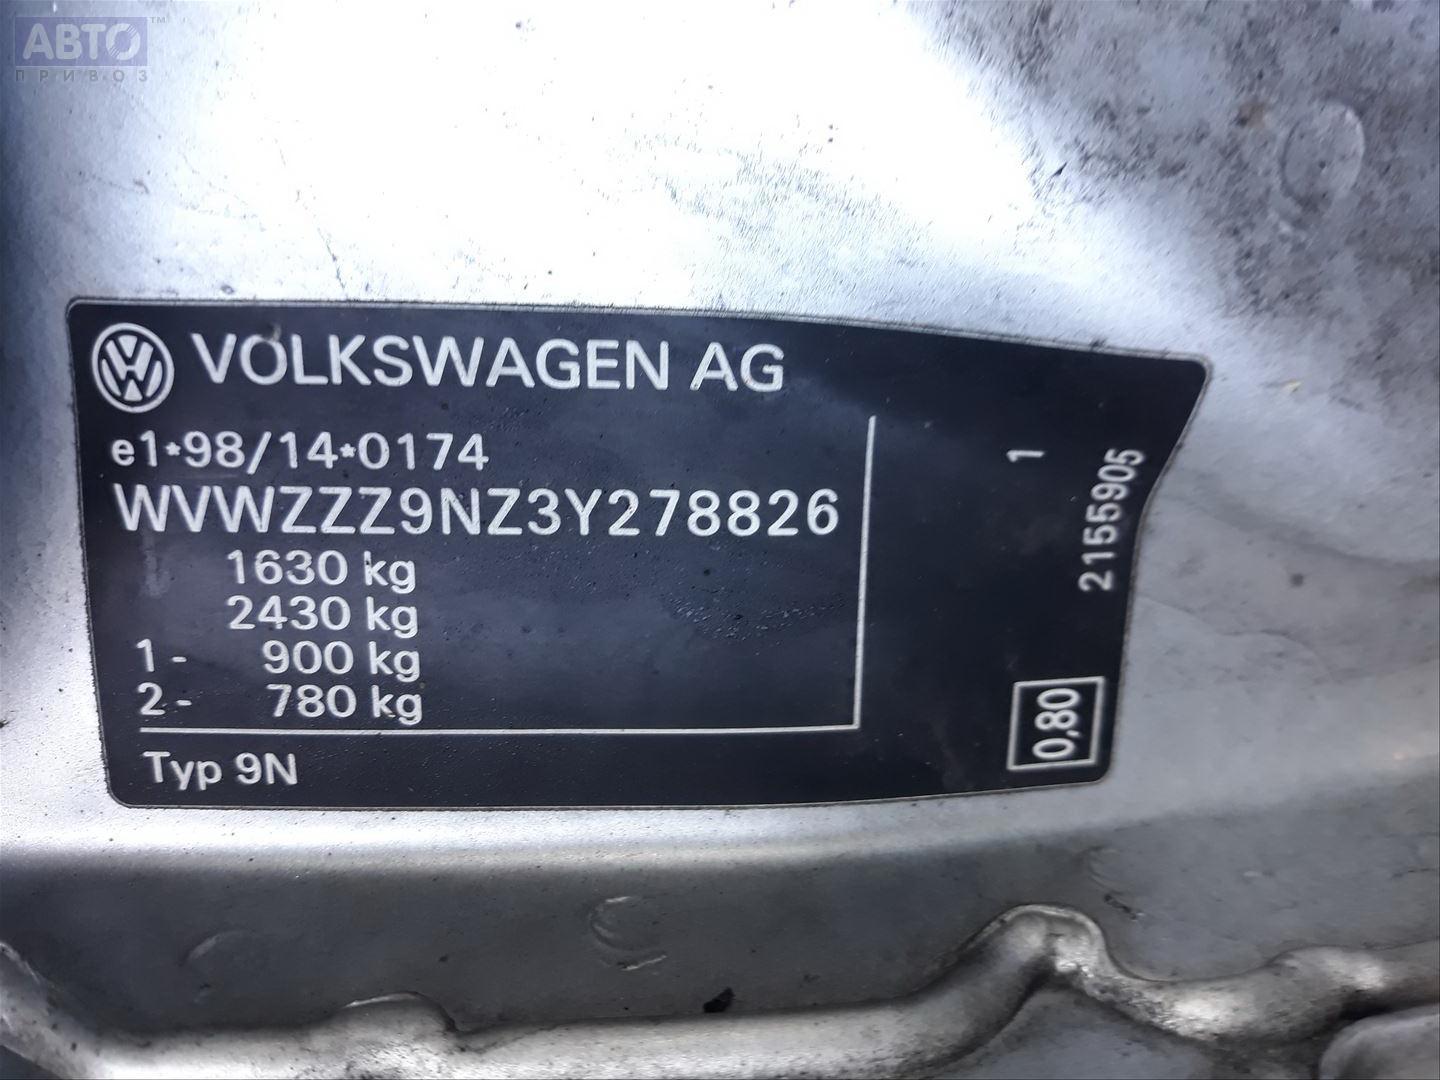 АВТО™
ПРИВОЗ
VOLKSWAGEN AG
e1*98/14*0174
WVWZZZ9NZ3Y278826
1630 kg
2430 kg
1- 900 kg
2- 780 kg
Typ 9N
1
2155905
0,80